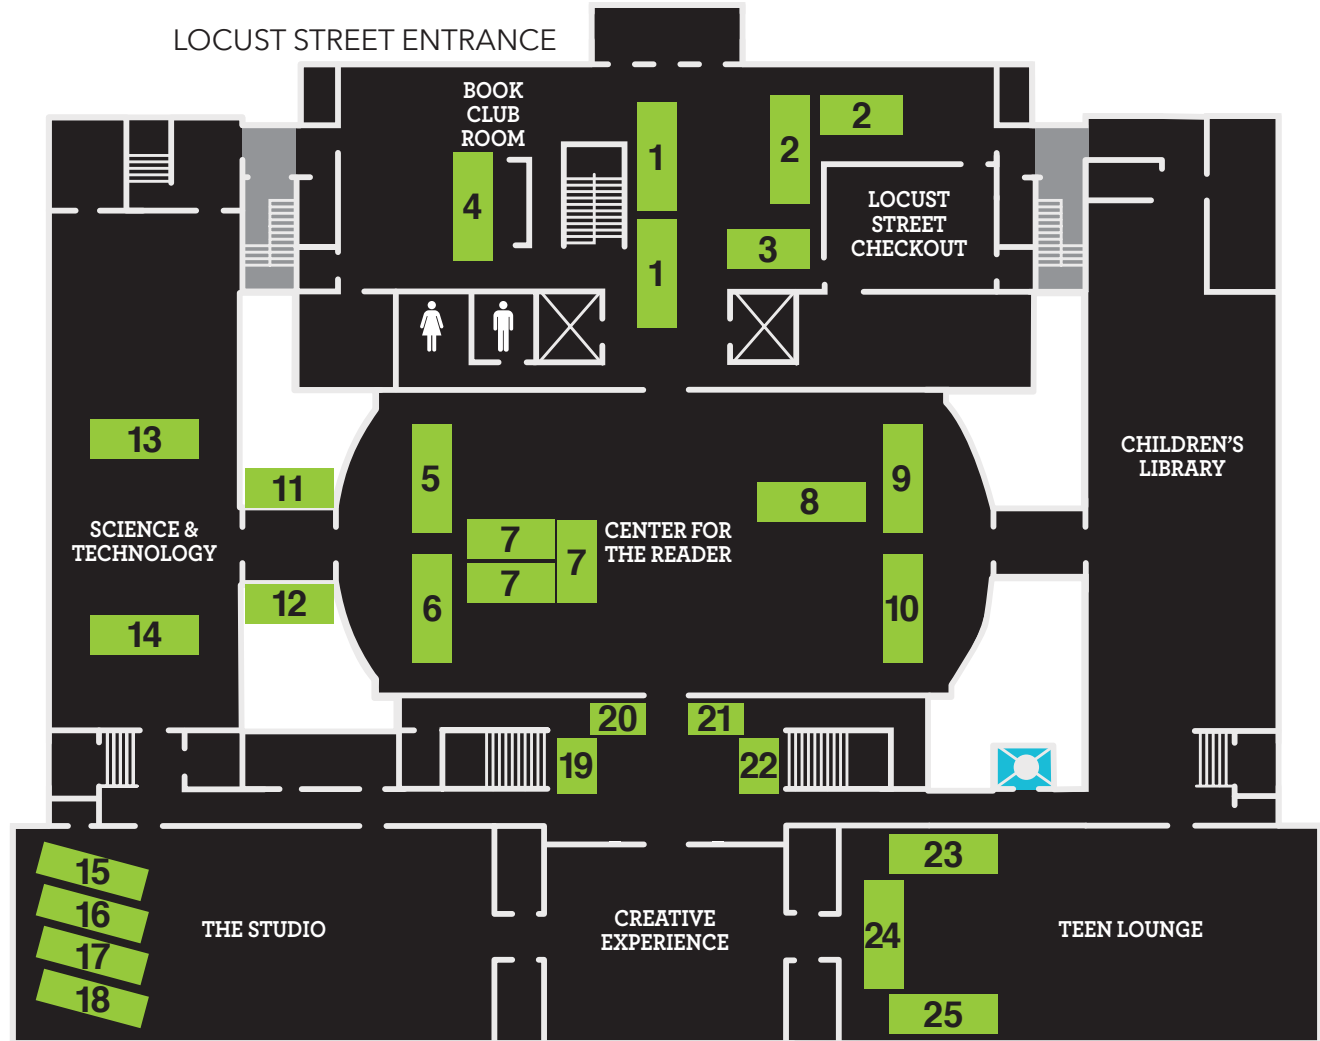 LOCUST STREET ENTRANCE
BOOK
CLUB
ROOM
1
2
2
4
LOCUST
STREET
CHECKOUT
3
1
13
11
5
8
9
CHILDREN'S
LIBRARY
SCIENCE &
TECHNOLOGY
7
7
7
CENTER FOR
THE READER
12
6
10
14
20
21
19
22
15
16
17
18
THE STUDIO
CREATIVE
EXPERIENCE
23
24
25
TEEN LOUNGE